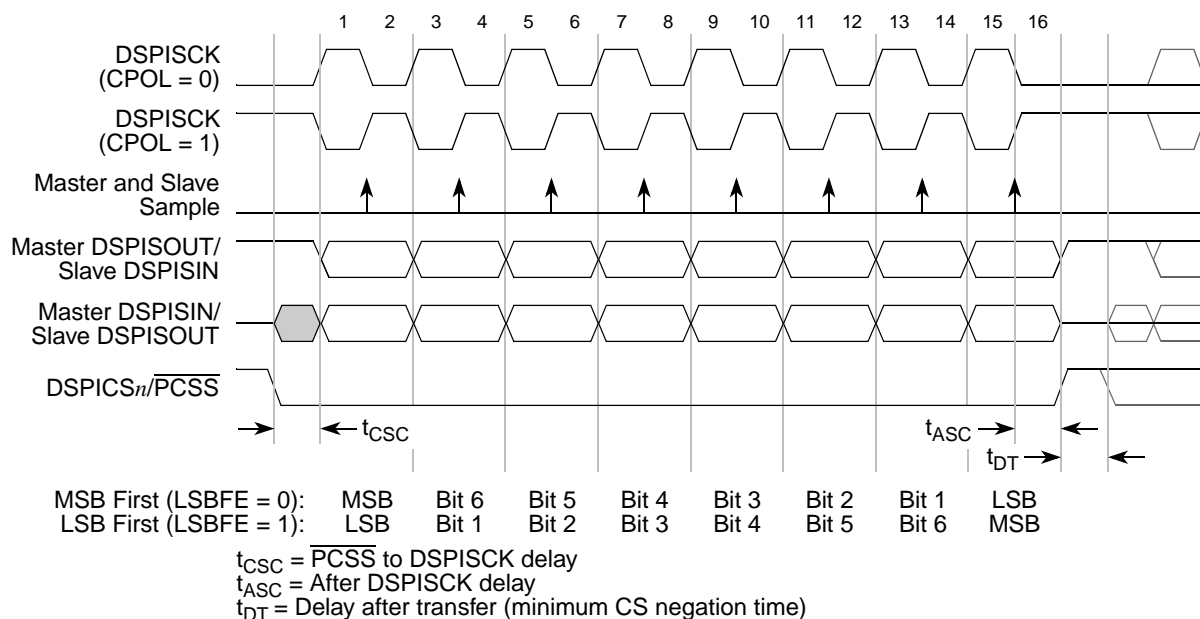 1 2 3 4 5 6 7 8 9 10 11 12 13 14 15 16
DSPISCK
(CPOL = 0)
DSPISCK
(CPOL = 1)
Master and Slave
Sample
Master DSPISOUT/
Slave DSPISIN
Master DSPISIN/
Slave DSPISOUT
DSPICSn/PCSS
tCSC
tASC
tDT
MSB First (LSBFE = 0): MSB Bit 6 Bit 5 Bit 4 Bit 3 Bit 2 Bit 1 LSB
LSB First (LSBFE = 1): LSB Bit 1 Bit 2 Bit 3 Bit 4 Bit 5 Bit 6 MSB
tCSC = PCSS to DSPISCK delay
tASC = After DSPISCK delay
tDT = Delay after transfer (minimum CS negation time)